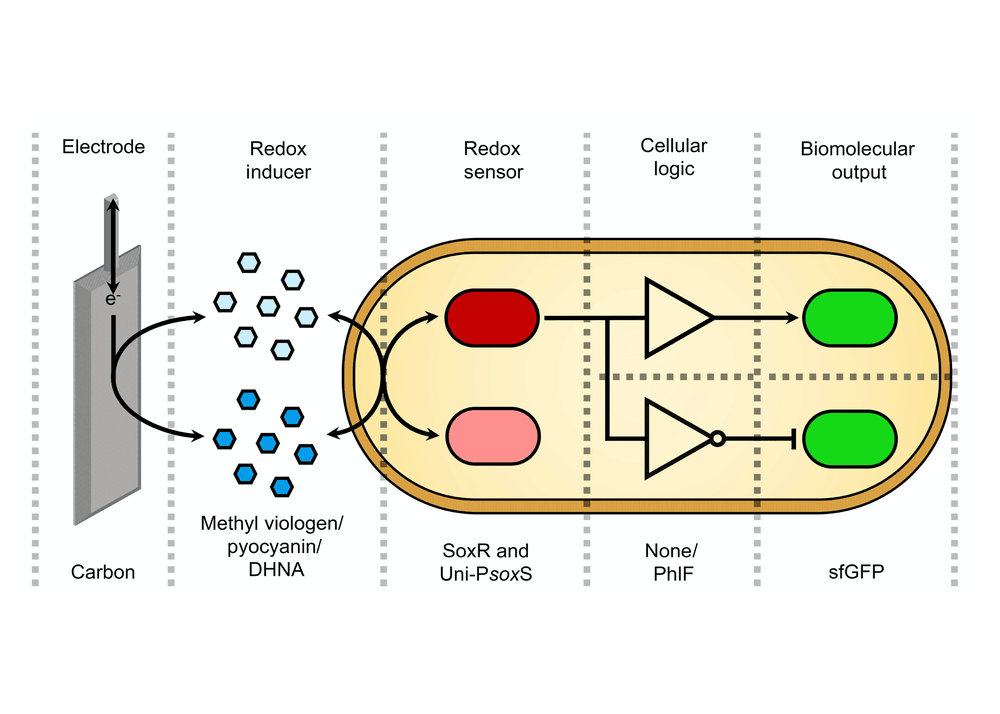 Electrode
Redox
inducer
Redox
sensor
Cellular
logic
Biomolecular
output
e-
Methyl viologen/
pyocyanin/
DHNA
Carbon
SoxR and
Uni-PsoxS
None/
PhlF
sfGFP